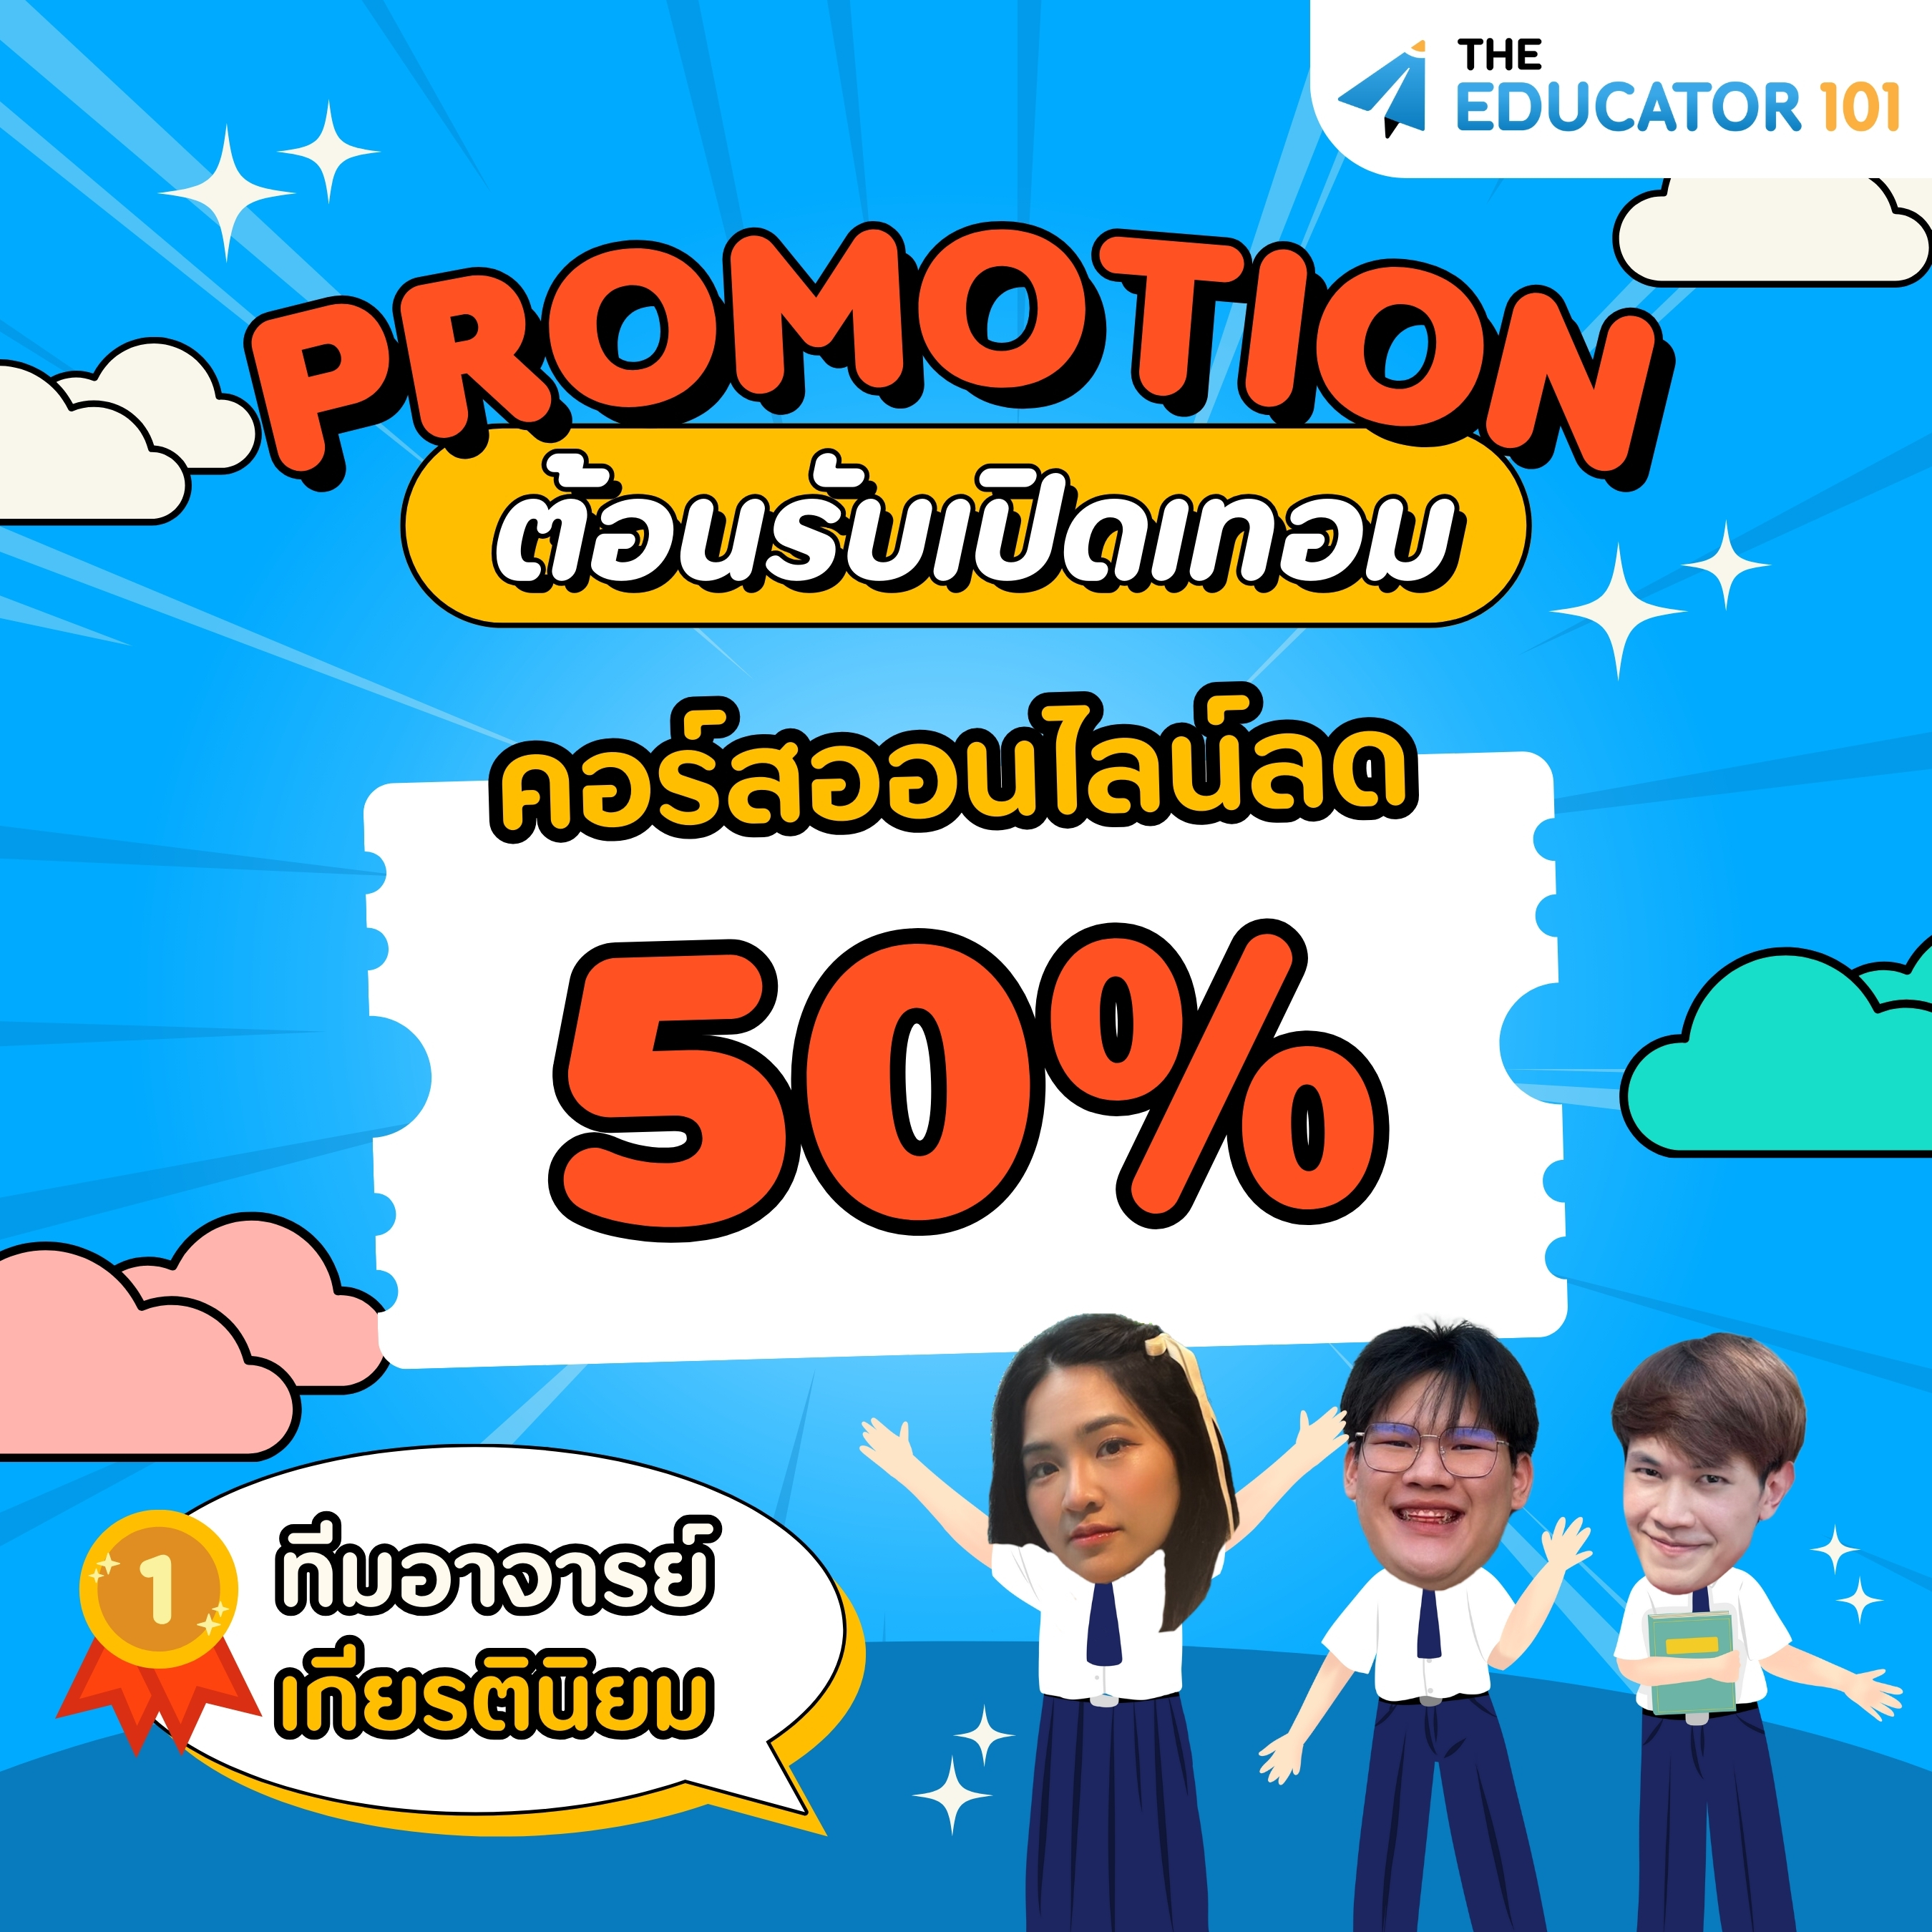 THE
EDUCATOR 101
PROMOTION
ต้อนรับเปิดเทอม
คอร์สออนไลน์ลด
50%
1
ทีมอาจารย์
เกียรตินิยม